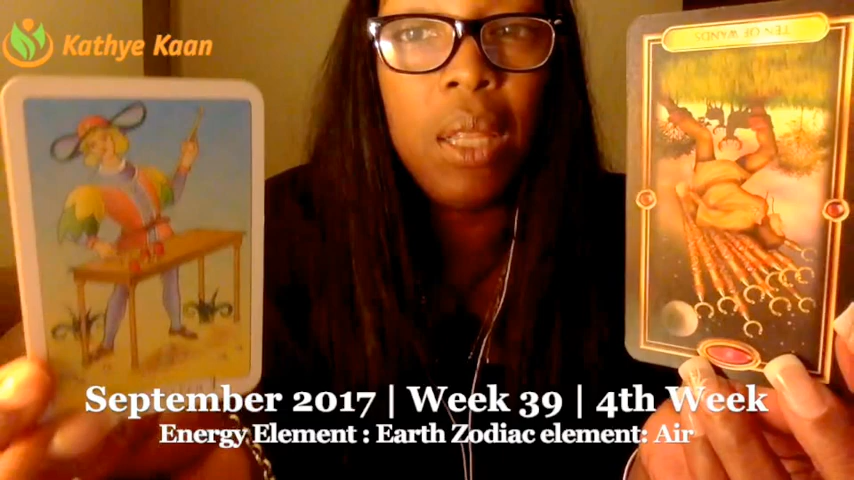 Kathye Kaan
TEN OF WANDS
September 2017 | Week 39 | 4th Week
Energy Element : Earth Zodiac element: Air